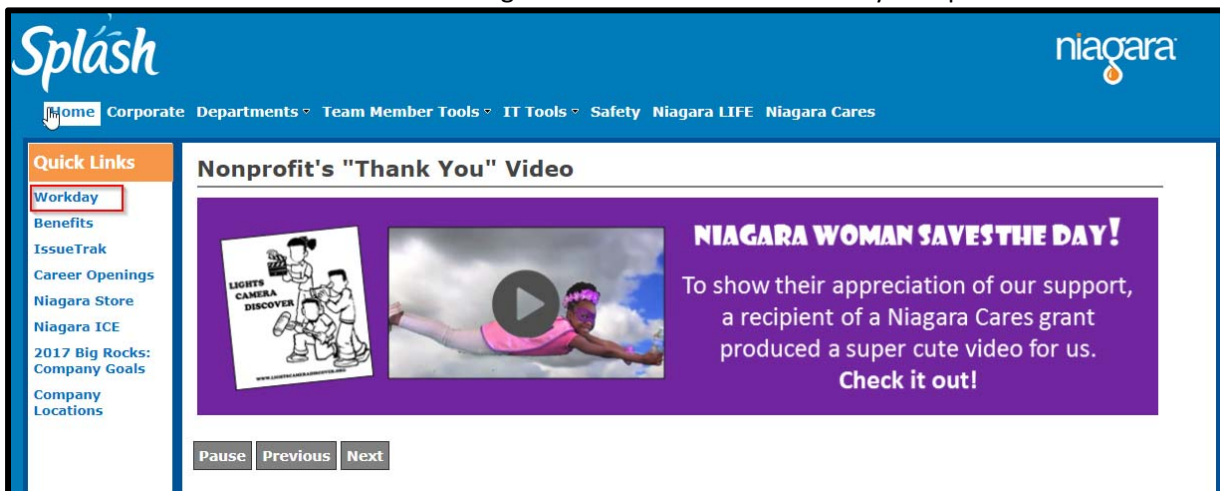 Splash
niagara
Home Corporate Departments Team Member Tools IT Tools Safety Niagara LIFE Niagara Cares
Quick Links
Workday
Benefits
IssueTrak
Career Openings
Niagara Store
Niagara ICE
2017 Big Rocks:
Company Goals
Company
Locations
Nonprofit's "Thank You" Video
LIGHTS
CAMERA
DISCOVER
WWW.LIGHTSCAMERADISCOVER.ORG
NIAGARA WOMAN SAVES THE DAY!
To show their appreciation of our support,
a recipient of a Niagara Cares grant
produced a super cute video for us.
Check it out!
Pause Previous Next